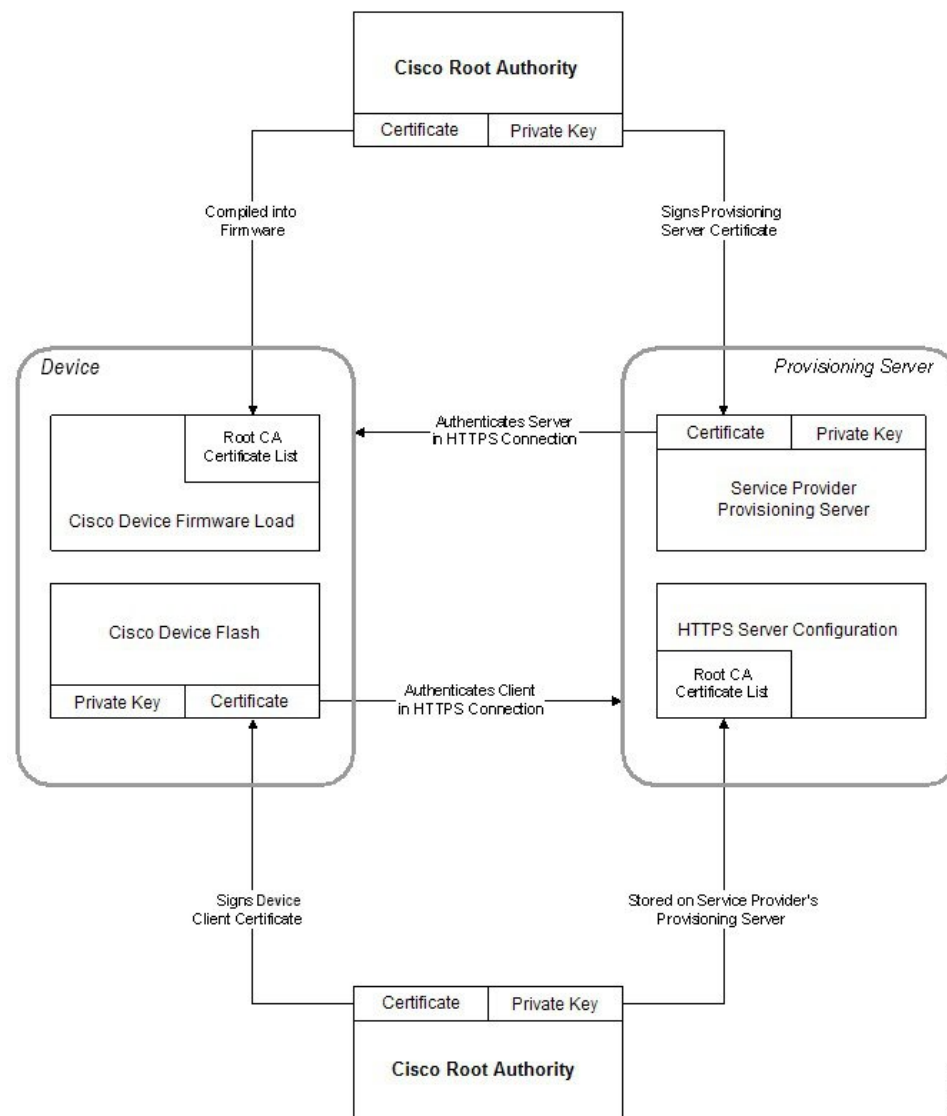 Cisco Root Authority
Certificate
Private Key
Compiled into
Firmware
Signs Provisioning
Server Certificate
Device
Provisioning Server
Root CA
Certificate List
Cisco Device Firmware Load
Authenticates Server
in HTTPS Connection
Certificate
Private Key
Service Provider
Provisioning Server
Cisco Device Flash
Private Key
Certificate
Authenticates Client
in HTTPS Connection
HTTPS Server Configuration
Root CA
Certificate List
Signs Device
Client Certificate
Stored on Service Provider's
Provisioning Server
Certificate
Private Key
Cisco Root Authority